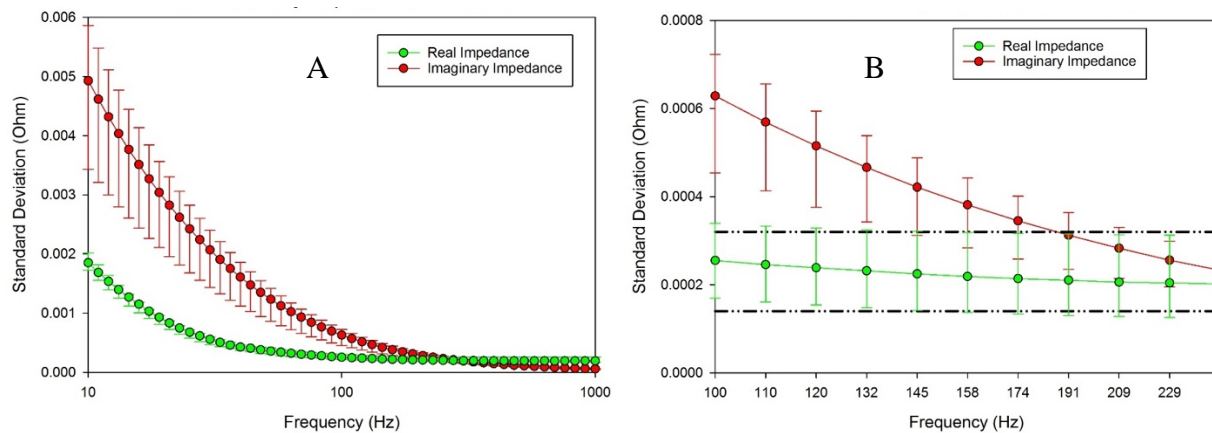 A
Real Impedance
Imaginary Impedance
Standard Deviation (Ohm)
0.006
0.005
0.004
0.003
0.002
0.001
0.000
10 100 1000
Frequency (Hz)
B
Real Impedance
Imaginary Impedance
Standard Deviation (Ohm)
0.0008
0.0006
0.0004
0.0002
0.0000
100 110 120 132 145 158 174 191 209 229
Frequency (Hz)